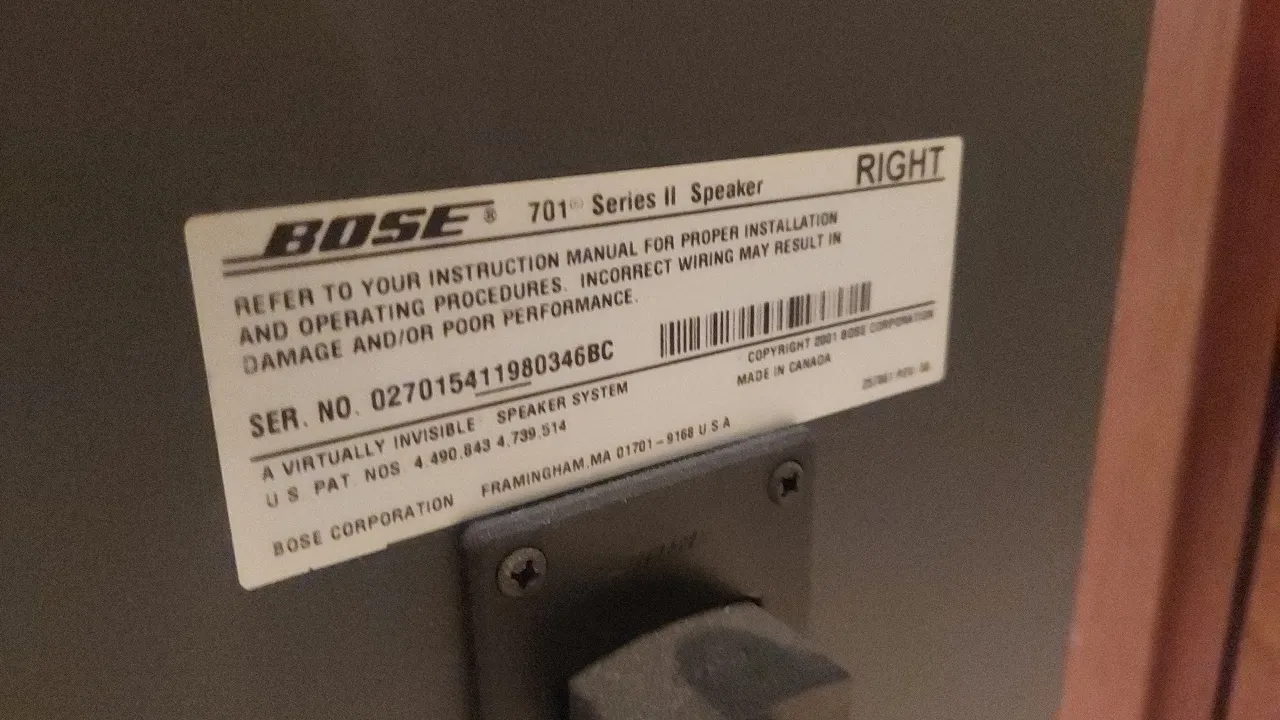 BOSE® 701 Series II Speaker RIGHT
REFER TO YOUR INSTRUCTION MANUAL FOR PROPER INSTALLATION
AND OPERATING PROCEDURES. INCORRECT WIRING MAY RESULT IN
DAMAGE AND/OR POOR PERFORMANCE.
SER. NO. 027015411980346BC
COPYRIGHT 2001 BOSE CORPORATION
A VIRTUALLY INVISIBLE SPEAKER SYSTEM
MADE IN CANADA
U S PAT NOS 4.490.843 4.739.514
BOSE CORPORATION FRAMINGHAM.MA 01701-9168 U S A
BOSE